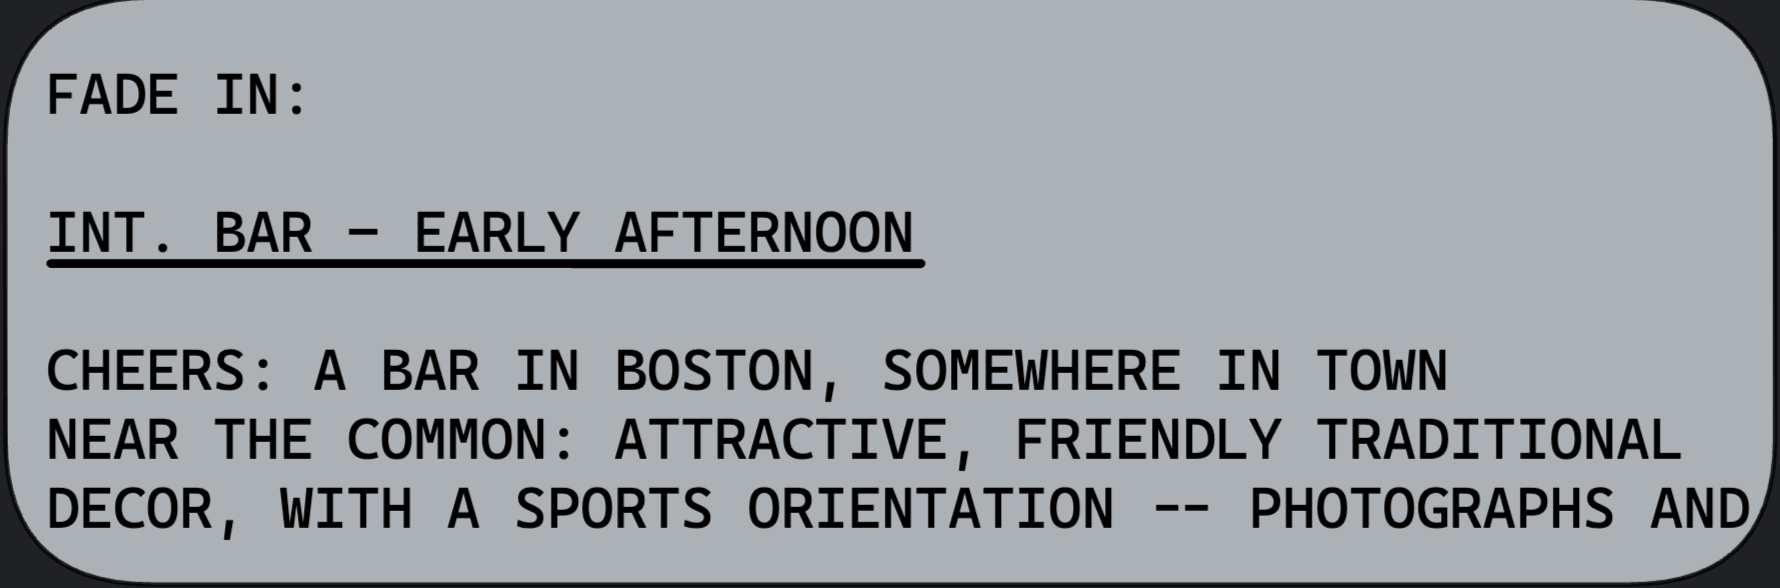 FADE IN:
INT. BAR – EARLY AFTERNOON
CHEERS: A BAR IN BOSTON, SOMEWHERE IN TOWN
NEAR THE COMMON: ATTRACTIVE, FRIENDLY TRADITIONAL
DECOR, WITH A SPORTS ORIENTATION -- PHOTOGRAPHS AND